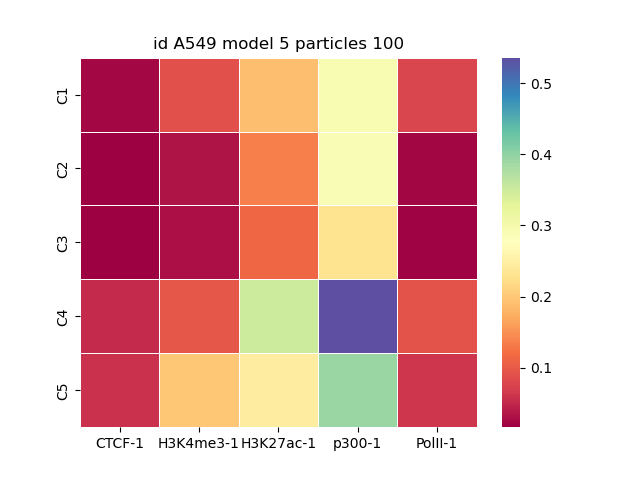 id A549 model 5 particles 100
C1
C2
C3
C4
C5
CTCF-1 H3K4me3-1 H3K27ac-1 p300-1 PolII-1
0.5
0.4
0.3
0.2
0.1